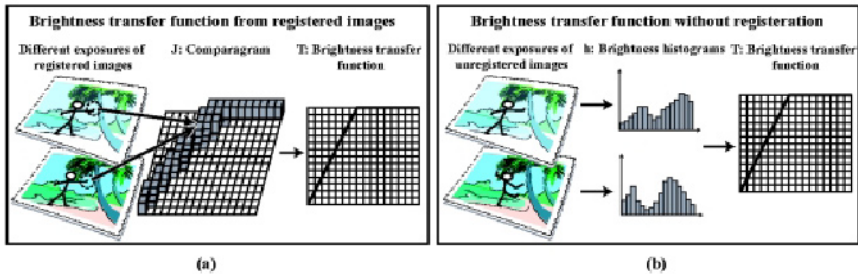 Brightness transfer function from registered images
Different exposures of
registered images
J: Comparagram
T: Brightness transfer
function
(a)
Brightness transfer function without registeration
Different exposures of
unregistered images
h: Brightness histograms
T: Brightness transfer
function
(b)